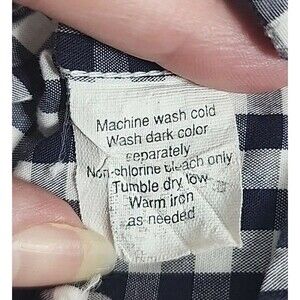 Machine wash cold
Wash dark color
separately
Non-chlorine bleach only
Tumble dry low
Warm iron
as needed